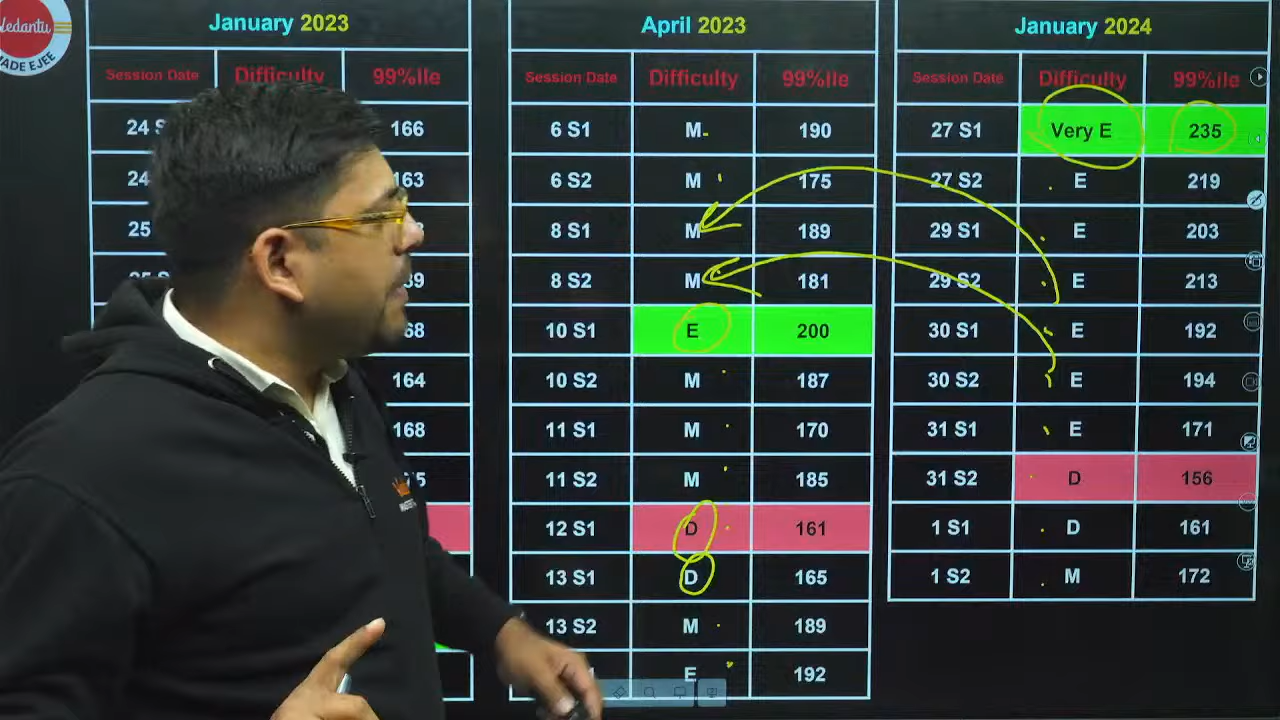 Vedantu
JADE EJEE
January 2023
Session Date Difficulty 99%Ile
24 166
24 163
25
68
164
168
April 2023
Session Date Difficulty 99%Ile
6 S1 M 190
6 S2 M 175
8 S1 M 189
8 S2 M 181
10 S1 E 200
10 S2 M 187
11 S1 M 170
11 S2 M 185
12 S1 D 161
13 S1 D 165
13 S2 M 189
E 192
January 2024
Session Date Difficulty 99%Ile
27 S1 Very E 235
27 S2 E 219
29 S1 E 203
29 S2 E 213
30 S1 E 192
30 S2 E 194
31 S1 E 171
31 S2 D 156
1 S1 D 161
1 S2 M 172